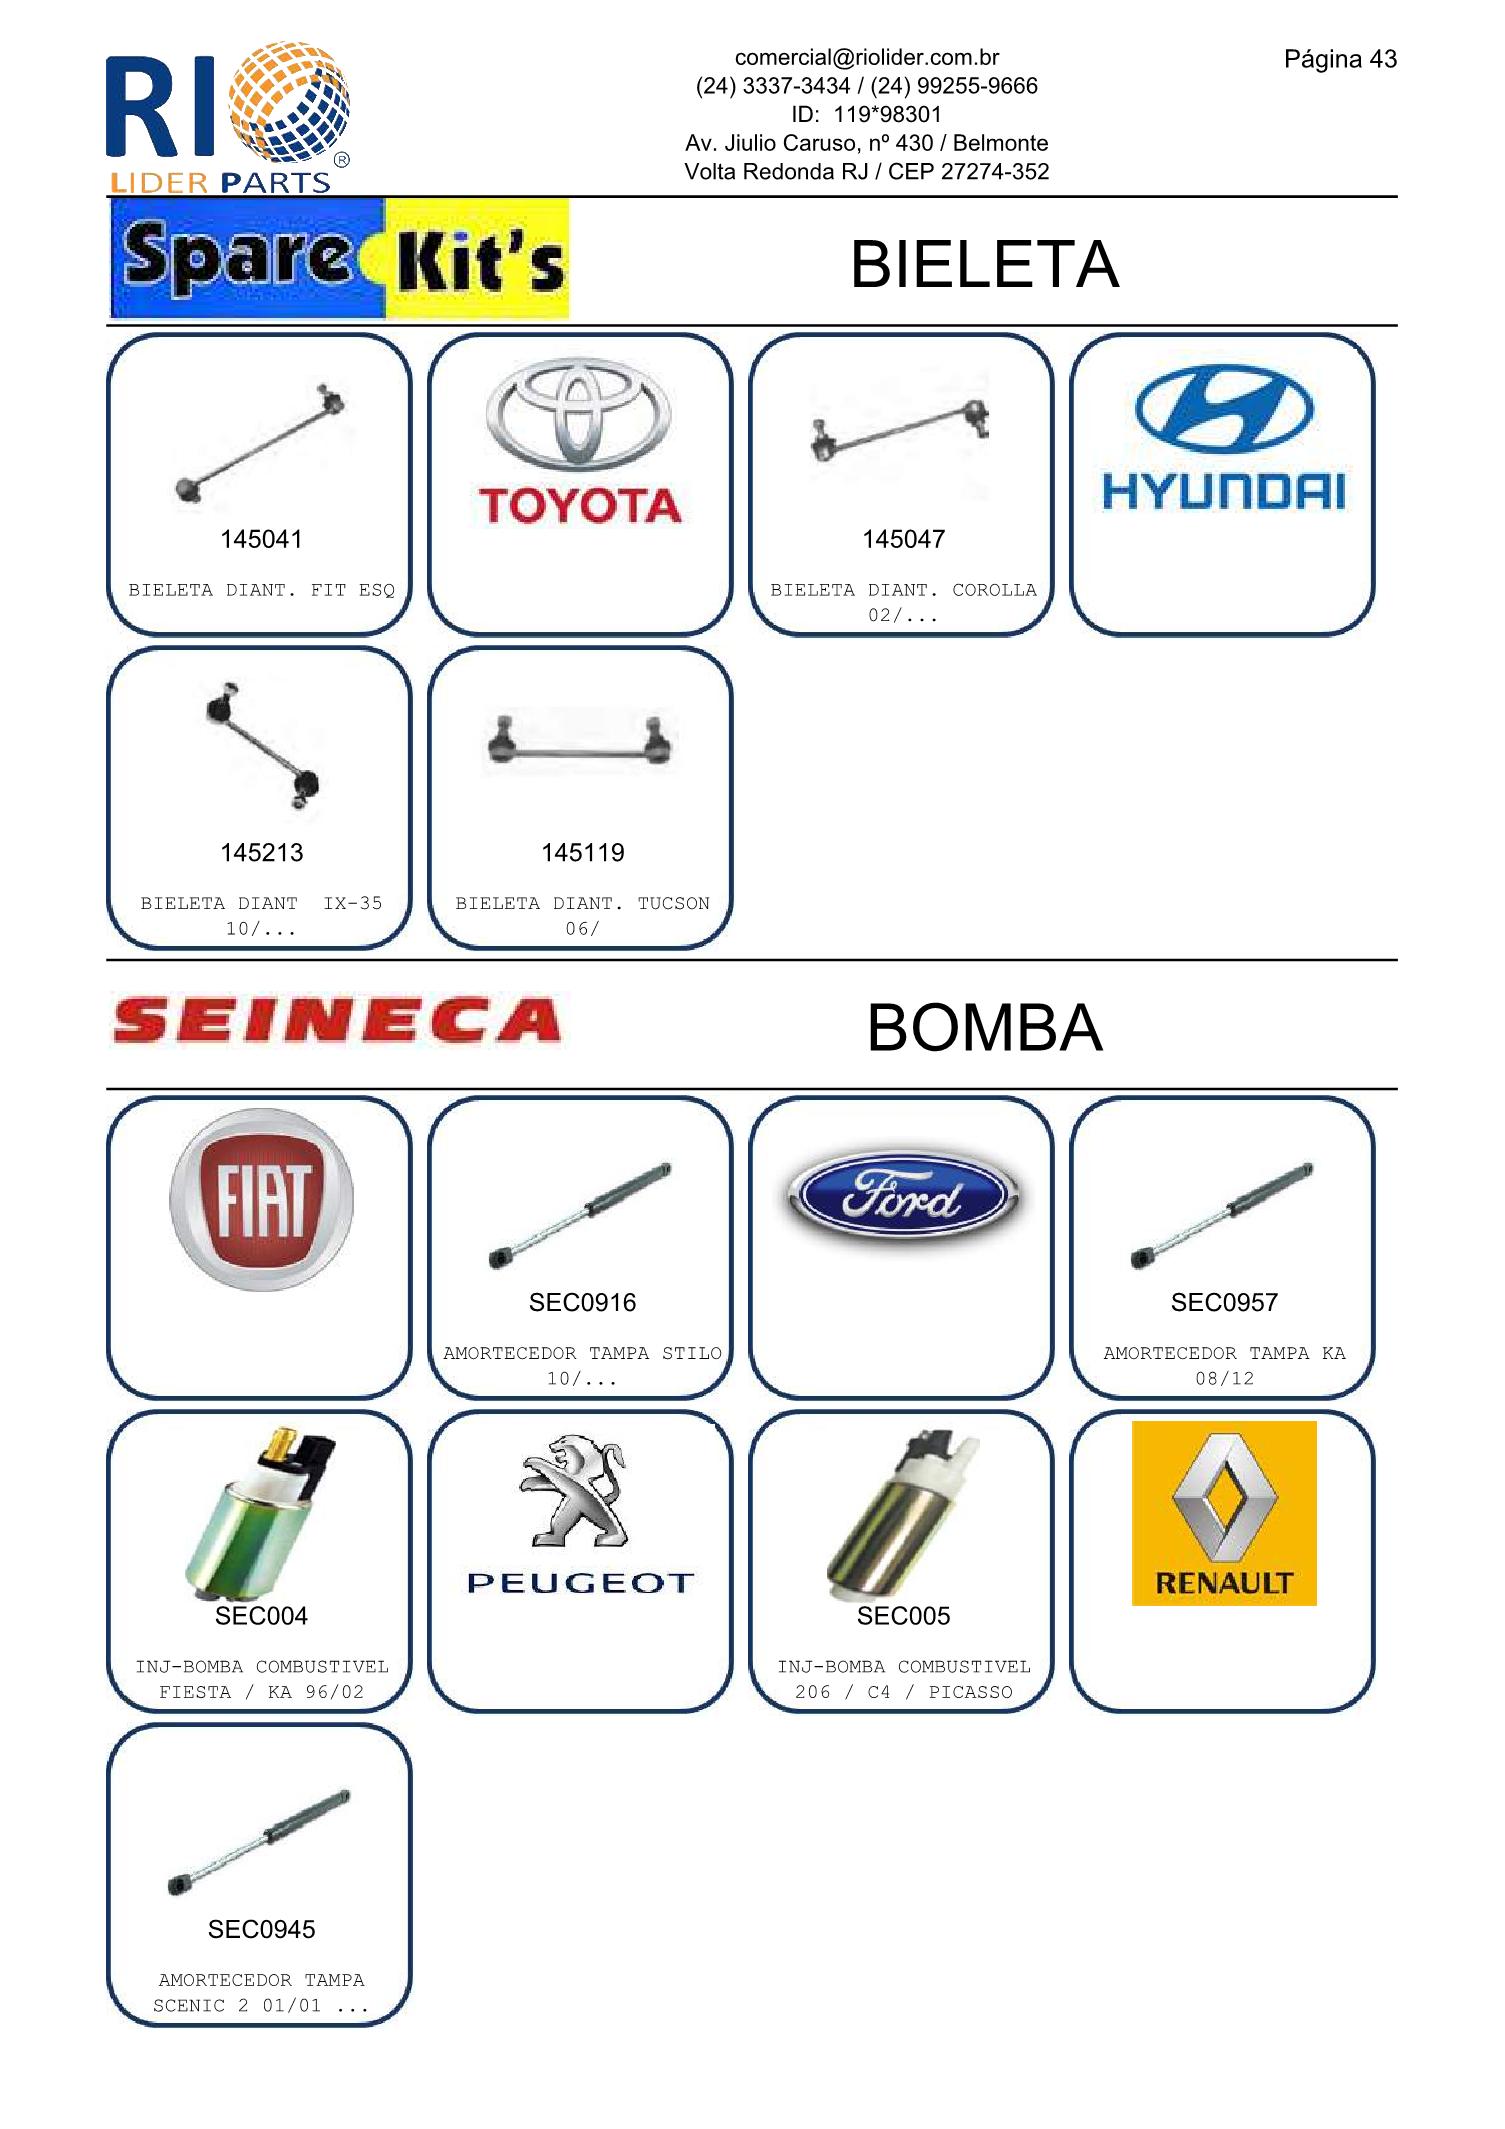 RIO
LIDER PARTS
®
comercial@riolider.com.br
(24) 3337-3434 / (24) 99255-9666
ID:  119*98301
Av. Jiulio Caruso, nº 430 / Belmonte
Volta Redonda RJ / CEP 27274-352
Página 43
Spare Kit's
BIELETA
145041
BIELETA DIANT. FIT ESQ
TOYOTA
145047
BIELETA DIANT. COROLLA
02/...
HYUNDAI
145213
BIELETA DIANT  IX-35
10/...
145119
BIELETA DIANT. TUCSON
06/
SEINECA
BOMBA
FIAT
SEC0916
AMORTECEDOR TAMPA STILO
10/...
Ford
SEC0957
AMORTECEDOR TAMPA KA
08/12
SEC004
INJ-BOMBA COMBUSTIVEL
FIESTA / KA 96/02
PEUGEOT
SEC005
INJ-BOMBA COMBUSTIVEL
206 / C4 / PICASSO
RENAULT
SEC0945
AMORTECEDOR TAMPA
SCENIC 2 01/01 ...